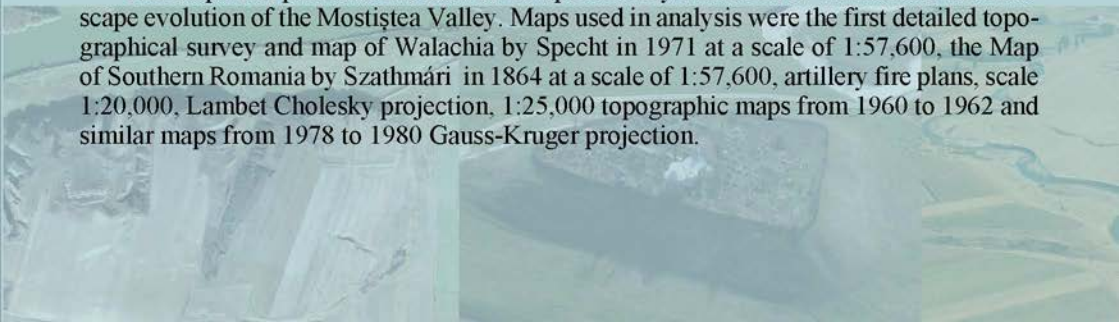 scape evolution of the Mostiștea Valley. Maps used in analysis were the first detailed topo-
graphical survey and map of Walachia by Specht in 1971 at a scale of 1:57,600, the Map
of Southern Romania by Szathmári in 1864 at a scale of 1:57,600, artillery fire plans, scale
1:20,000, Lambet Cholesky projection, 1:25,000 topographic maps from 1960 to 1962 and
similar maps from 1978 to 1980 Gauss-Kruger projection.